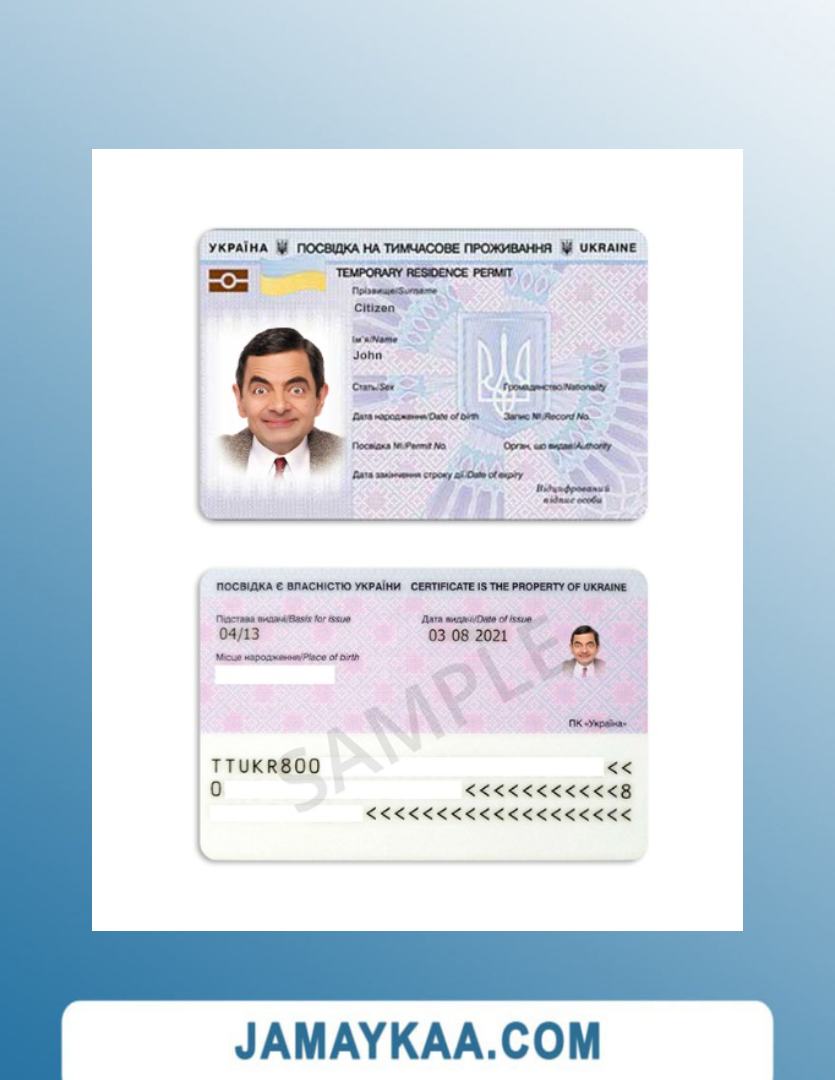 УКРАЇНА ПОСВІДКА НА ТИМЧАСОВЕ ПРОЖИВАННЯ UKRAINE
TEMPORARY RESIDENCE PERMIT
Прізвище/Surname
Citizen
Ім'я/Name
John
Стать/Sex Громадянство/Nationality
Дата народження/Date of birth Запис №/Record No.
Посвідка №/Permit No. Орган, що видав/Authority
Дата закінчення строку дії/Date of expiry
Відцифрований
підпис особи
ПОСВІДКА Є ВЛАСНІСТЮ УКРАЇНИ CERTIFICATE IS THE PROPERTY OF UKRAINE
Підстава видачі/Basis for issue Дата видачі/Date of issue
04/13 03 08 2021
Місце народження/Place of birth
SAMPLE
ПК «Україна»
TTUKR800 <<
0 <<<<<<<<<<<8
<<<<<<<<<<<<<<<<<<<
JAMAYKAA.COM